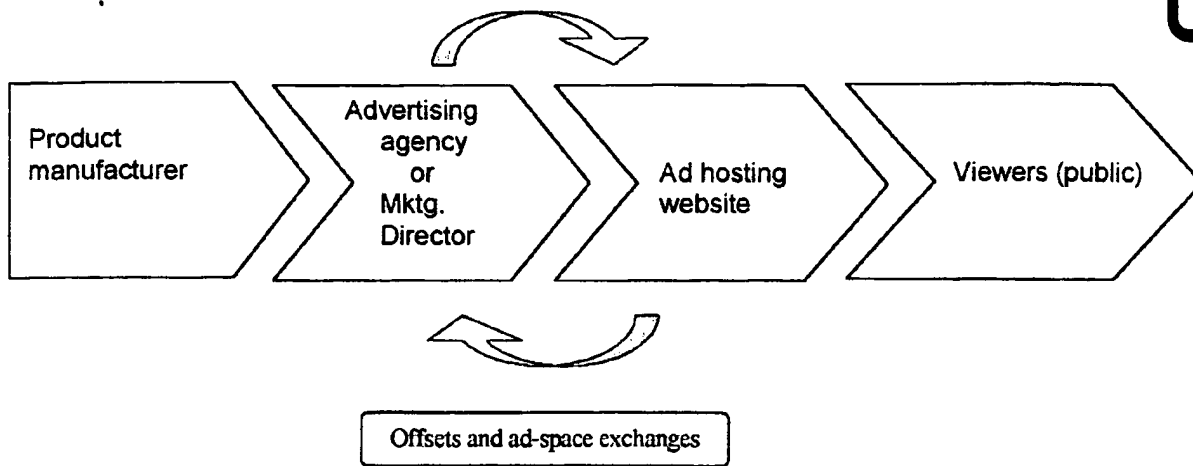 Product
manufacturer
Advertising
agency
or
Mktg.
Director
Ad hosting
website
Viewers (public)
Offsets and ad-space exchanges